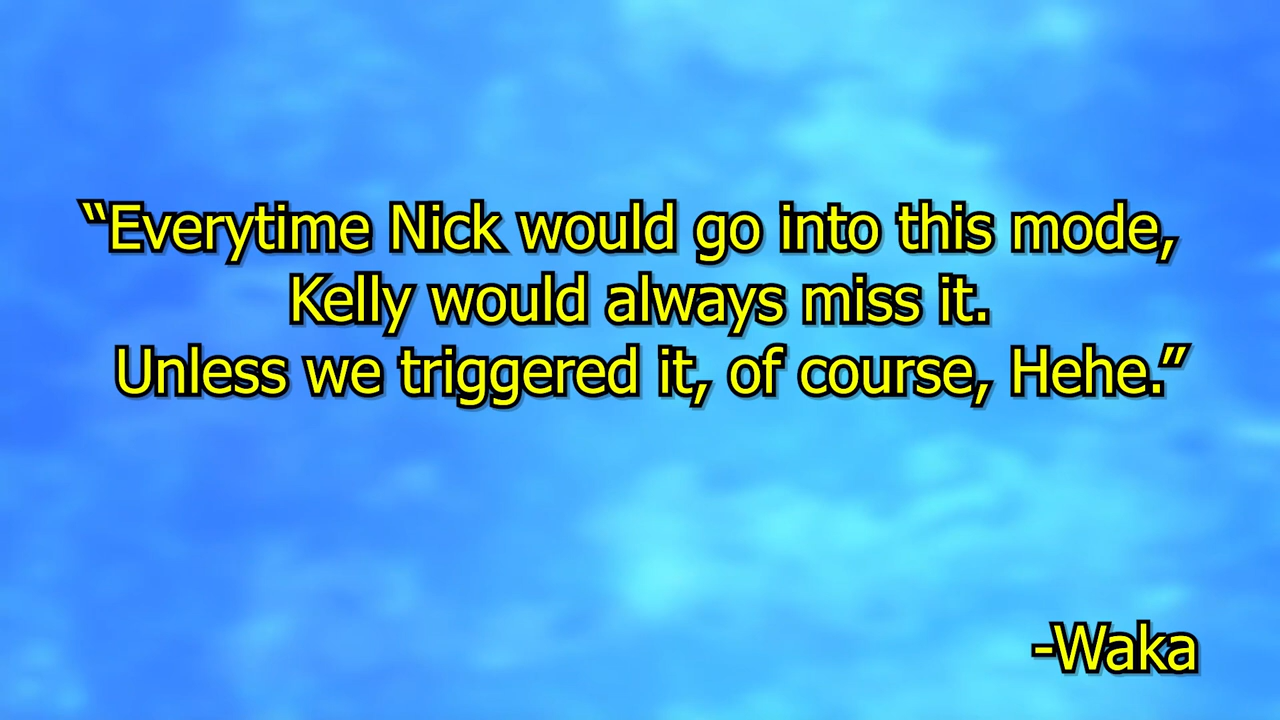 “Everytime Nick would go into this mode,
Kelly would always miss it.
Unless we triggered it, of course, Hehe.”
-Waka